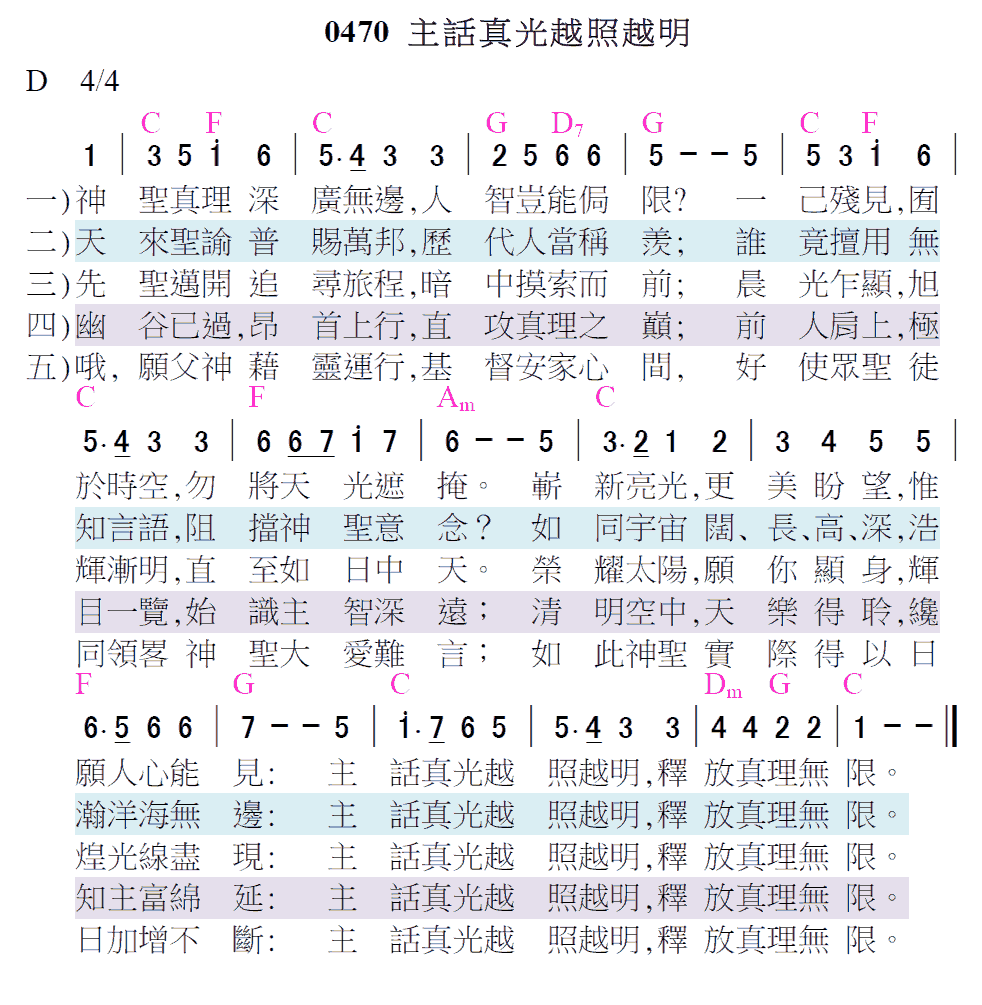 0470 主話真光越照越明
D 4/4
C F C G D7 G C F
1 | 3 5 i 6 | 5·4 3 3 | 2 5 6 6 | 5 – – 5 | 5 3 i 6 |
一)神 聖真理 深 廣無邊,人 智豈能侷 限? 一 己殘見,囿
二)天 來聖諭 普 賜萬邦,歷 代人當稱 羨; 誰 竟擅用 無
三)先 聖邁開 追 尋旅程,暗 中摸索而 前; 晨 光乍顯,旭
四)幽 谷已過,昂 首上行,直 攻真理之 巔; 前 人肩上,極
五)哦, 願父神 藉 靈運行,基 督安家心 間, 好 使眾聖 徒
C F Am C
5·4 3 3 | 6 6 7 i 7 | 6 – – 5 | 3·2 1 2 | 3 4 5 5 |
於時空,勿 將天 光遮 掩。 嶄 新亮光,更 美 盼 望,惟
知言語,阻 擋神 聖意 念? 如 同宇宙 闊、長、高、深,浩
輝漸明,直 至如 日中 天。 榮 耀太陽,願 你 顯 身,輝
目一覽,始 識主 智深 遠; 清 明空中,天 樂 得 聆,纔
同領畧 神 聖大 愛難 言; 如 此神聖 實 際 得 以 日
F G C Dm G C
6·5 6 6 | 7 – – 5 | i·7 6 5 | 5·4 3 3 | 4 4 2 2 | 1 – – ‖
願人心能 見: 主 話真光越 照越明,釋 放真理無 限。
瀚洋海無 邊: 主 話真光越 照越明,釋 放真理無 限。
煌光線盡 現: 主 話真光越 照越明,釋 放真理無 限。
知主富綿 延: 主 話真光越 照越明,釋 放真理無 限。
日加增不 斷: 主 話真光越 照越明,釋 放真理無 限。